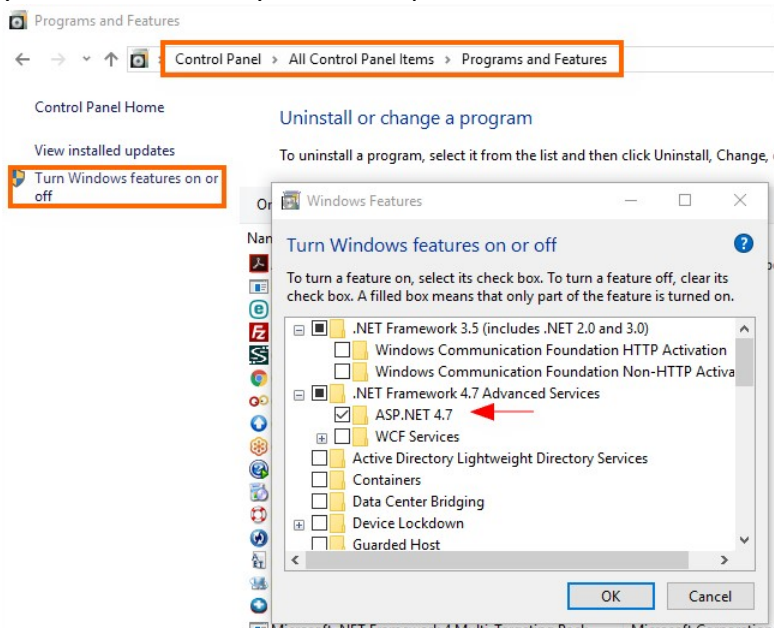 Programs and Features
Control Panel > All Control Panel Items > Programs and Features
Control Panel Home
View installed updates
Turn Windows features on or
off
Uninstall or change a program
To uninstall a program, select it from the list and then click Uninstall, Change,
Windows Features
Turn Windows features on or off
To turn a feature on, select its check box. To turn a feature off, clear its
check box. A filled box means that only part of the feature is turned on.
.NET Framework 3.5 (includes .NET 2.0 and 3.0)
Windows Communication Foundation HTTP Activation
Windows Communication Foundation Non-HTTP Activa
.NET Framework 4.7 Advanced Services
ASP.NET 4.7
WCF Services
Active Directory Lightweight Directory Services
Containers
Data Center Bridging
Device Lockdown
Guarded Host
OK Cancel